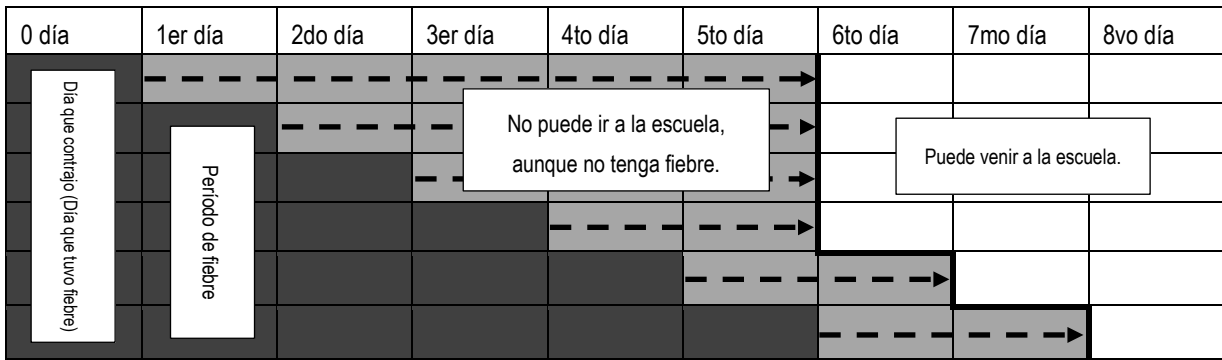 0 día
1er día
2do día
3er día
4to día
5to día
6to día
7mo día
8vo día
Día que contrajo (Día que tuvo fiebre)
Período de fiebre
No puede ir a la escuela,
aunque no tenga fiebre.
Puede venir a la escuela.